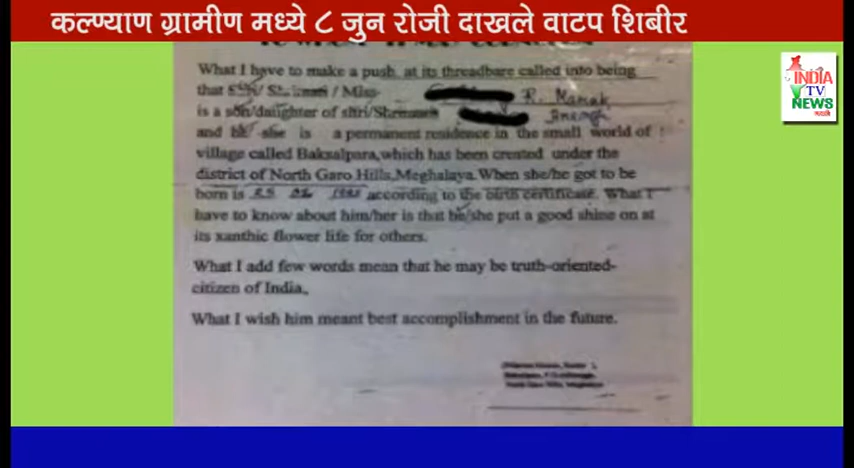 कल्याण ग्रामीण मध्ये ८ जुन रोजी दाखले वाटप शिबीर
INDIA
TV
NEWS
What I have to make a push at its threadbare called into being
that Shri/ / Miss R. Marak
is a son/daughter of shri/
and he she is a permanent residence in the small world of
village called Baksalpara,which has been created under the
district of North Garo Hills,Meghalaya. When she/he got to be
born is 25 02 according to the birth certificate. What I
have to know about him/her is that he/she put a good shine on at
its xanthic flower life for others.
What I add few words mean that he may be truth-oriented-
citizen of India.
What I wish him meant best accomplishment in the future.